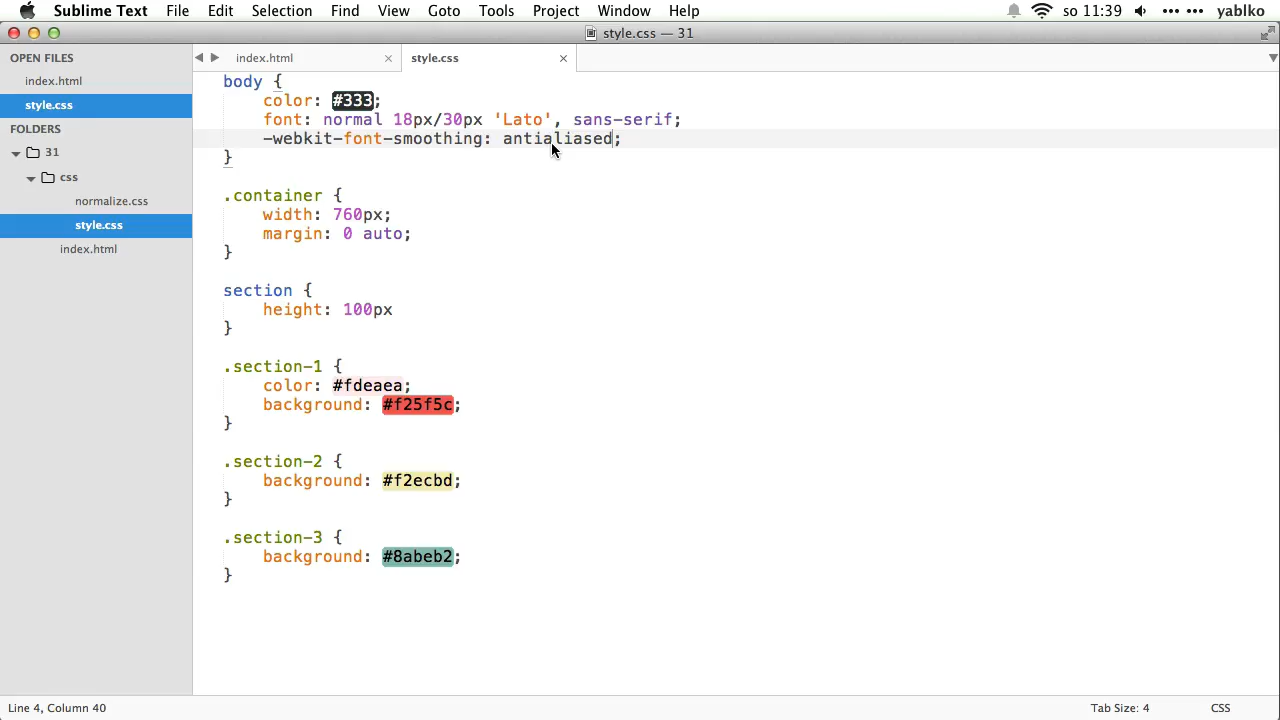 Sublime Text File Edit Selection Find View Goto Tools Project Window Help so 11:39 yablko
style.css — 31
OPEN FILES
index.html
style.css
FOLDERS
31
css
normalize.css
style.css
index.html
index.html style.css
body {
color: #333;
font: normal 18px/30px 'Lato', sans-serif;
-webkit-font-smoothing: antialiased;
}
.container {
width: 760px;
margin: 0 auto;
}
section {
height: 100px
}
.section-1 {
color: #fdeaea;
background: #f25f5c;
}
.section-2 {
background: #f2ecbd;
}
.section-3 {
background: #8abeb2;
}
Line 4, Column 40 Tab Size: 4 CSS